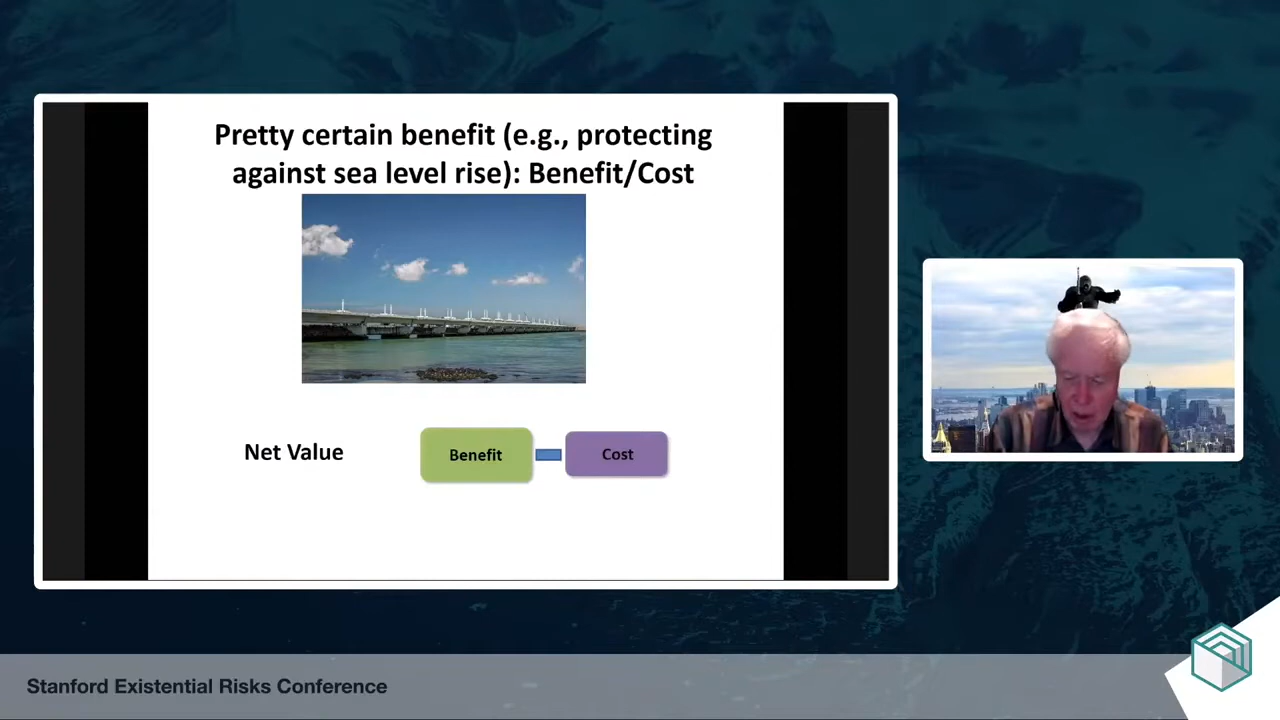 Pretty certain benefit (e.g., protecting
against sea level rise): Benefit/Cost
Net Value
Benefit
Cost
Stanford Existential Risks Conference